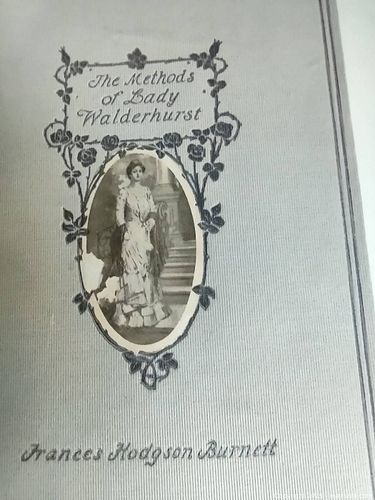 The Methods
of Lady
Walderhurst
Frances Hodgson Burnett